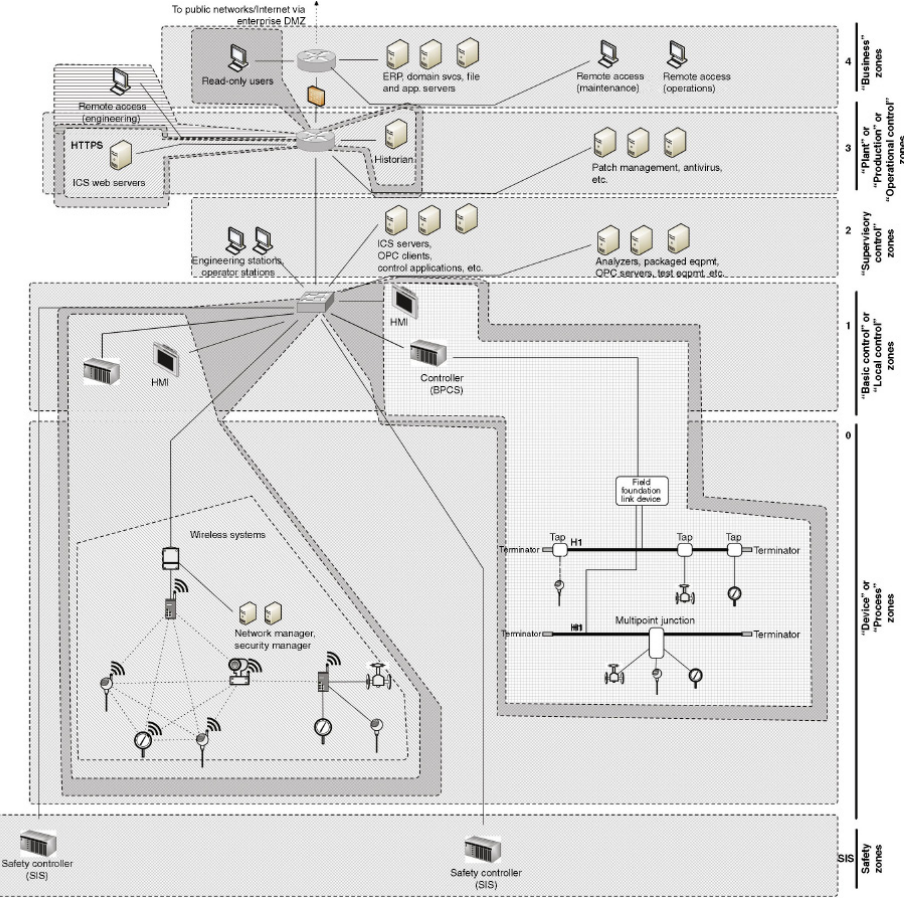 To public networks/Internet via
enterprise DMZ
Read-only users
ERP, domain svcs, file
and app. servers
Remote access
(maintenance)
Remote access
(operations)
4
"Business"
zones
Remote access
(engineering)
HTTPS
ICS web servers
Historian
Patch management, antivirus,
etc.
3
"Plant" or
"Production" or
"Operational control"
zones
Engineering stations,
operator stations
ICS servers,
OPC clients,
control applications, etc.
Analyzers, packaged eqpmt,
OPC servers, test eqpmt, etc.
2
"Supervisory
control"
zones
HMI
HMI
Controller
(BPCS)
1
"Basic control" or
"Local control"
zones
0
Field
foundation
link device
Wireless systems
Tap
H1
Tap
Tap
Terminator
Terminator
Network manager,
security manager
Multipoint junction
Terminator
Terminator
"Device" or
"Process"
zones
Safety controller
(SIS)
Safety controller
(SIS)
SIS
Safety
zones